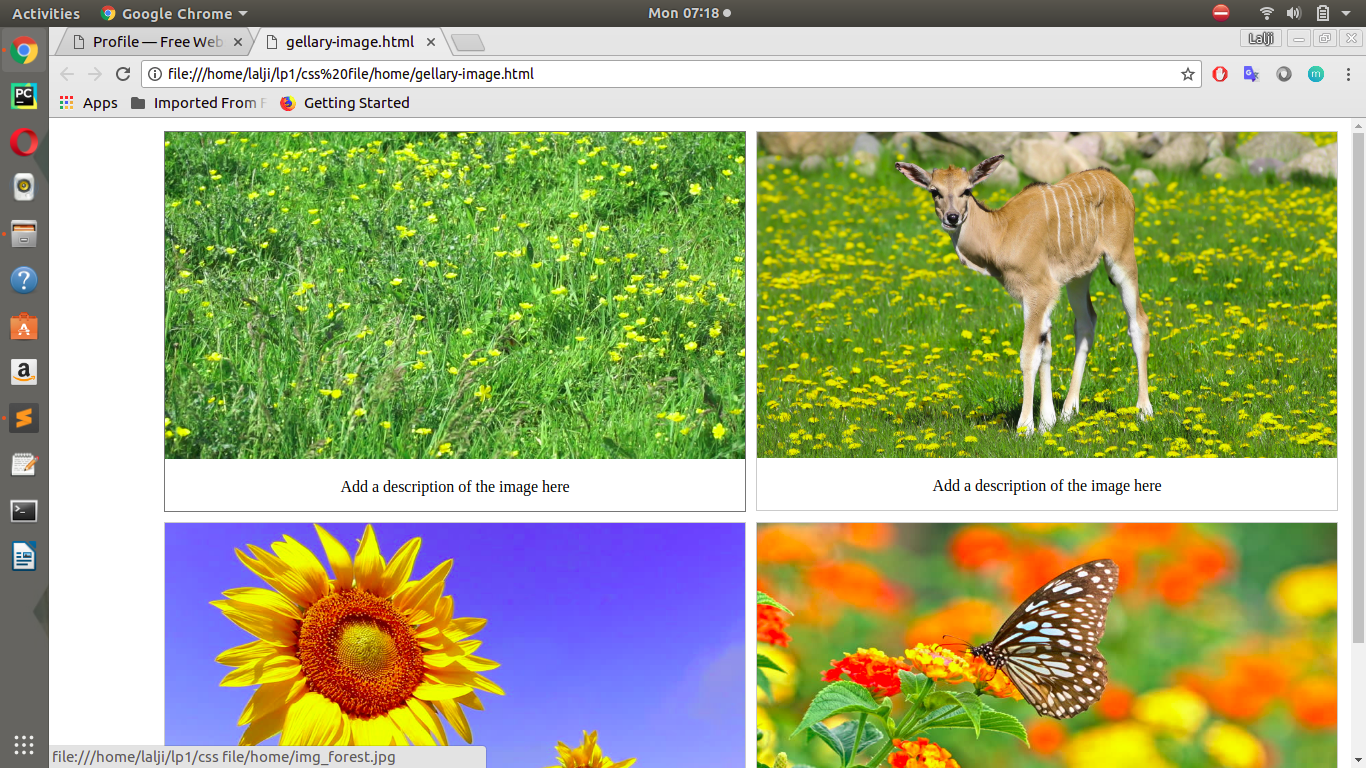 Activities Google Chrome Mon 07:18
Profile — Free Web gellary-image.html Lalji
file:///home/lalji/lp1/css%20file/home/gellary-image.html
Apps Imported From F Getting Started
PC
a
m
Add a description of the image here
Add a description of the image here
file:///home/lalji/lp1/css file/home/img_forest.jpg